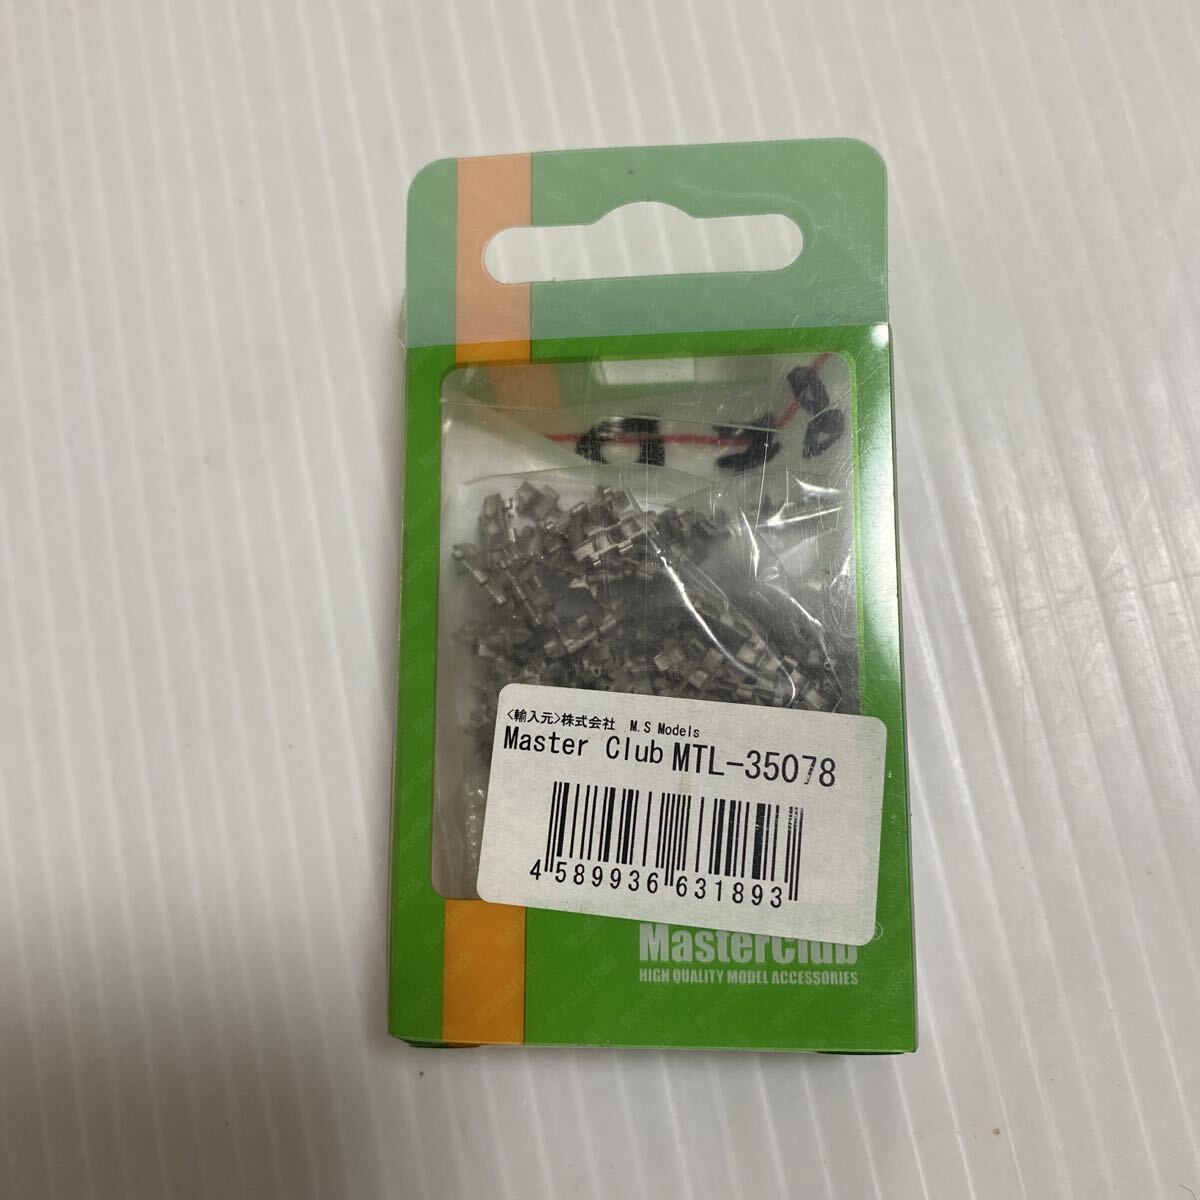 <輸入元>株式会社 M.S Models
Master Club MTL-35078
4 589936 631893
MasterClub®
HIGH QUALITY MODEL ACCESSORIES